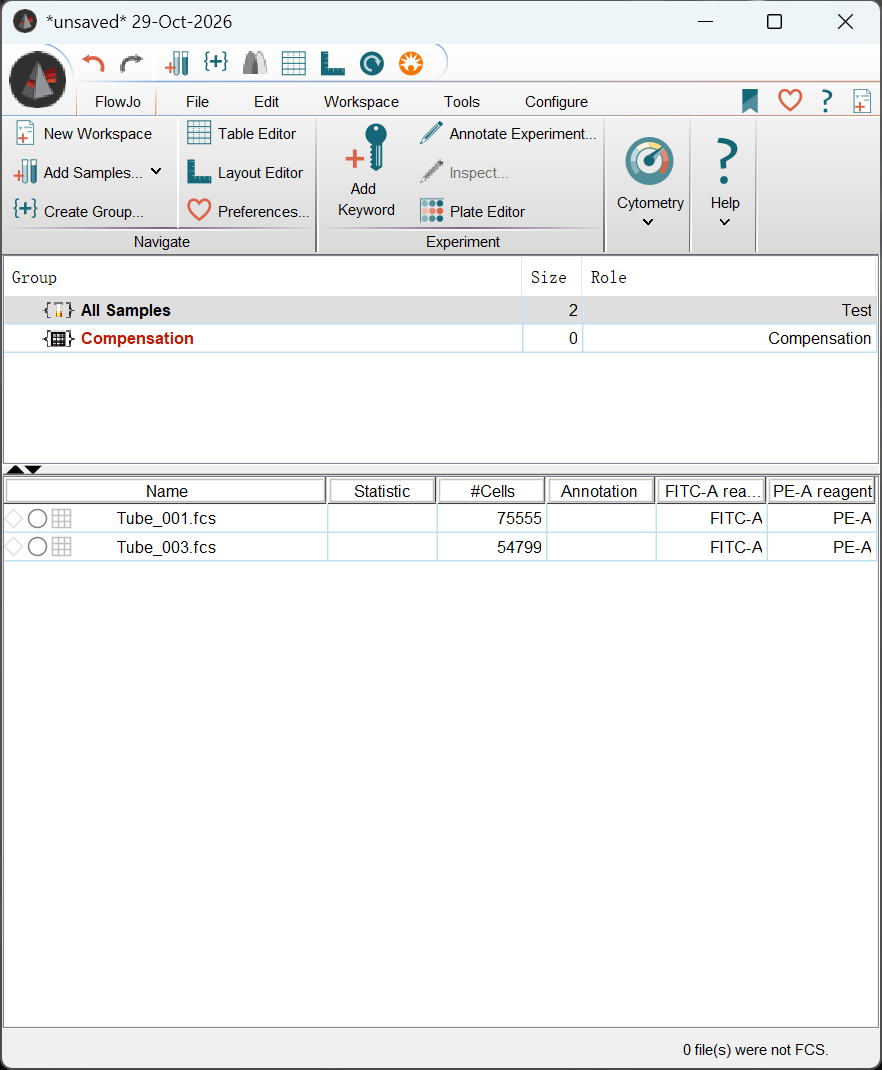 *unsaved* 29-Oct-2026
FlowJo File Edit Workspace Tools Configure
New Workspace
Add Samples...
Create Group...
Table Editor
Layout Editor
Preferences...
Navigate
Add
Keyword
Annotate Experiment...
Inspect...
Plate Editor
Experiment
Cytometry
Help
Group Size Role
All Samples 2 Test
Compensation 0 Compensation
Name Statistic #Cells Annotation FITC-A rea... PE-A reagent
Tube_001.fcs 75555 FITC-A PE-A
Tube_003.fcs 54799 FITC-A PE-A
0 file(s) were not FCS.